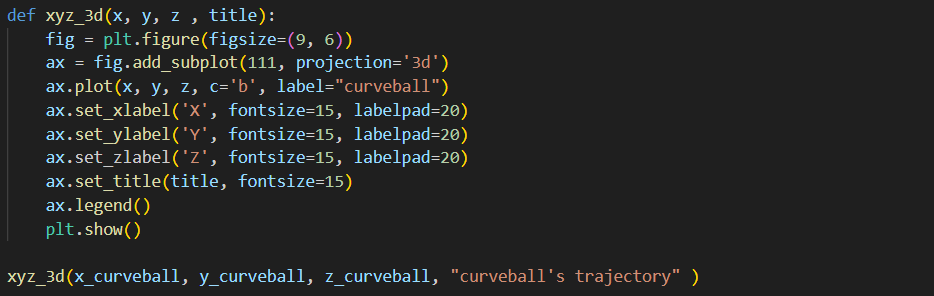 def xyz_3d(x, y, z , title):
    fig = plt.figure(figsize=(9, 6))
    ax = fig.add_subplot(111, projection='3d')
    ax.plot(x, y, z, c='b', label="curveball")
    ax.set_xlabel('X', fontsize=15, labelpad=20)
    ax.set_ylabel('Y', fontsize=15, labelpad=20)
    ax.set_zlabel('Z', fontsize=15, labelpad=20)
    ax.set_title(title, fontsize=15)
    ax.legend()
    plt.show()

xyz_3d(x_curveball, y_curveball, z_curveball, "curveball's trajectory" )